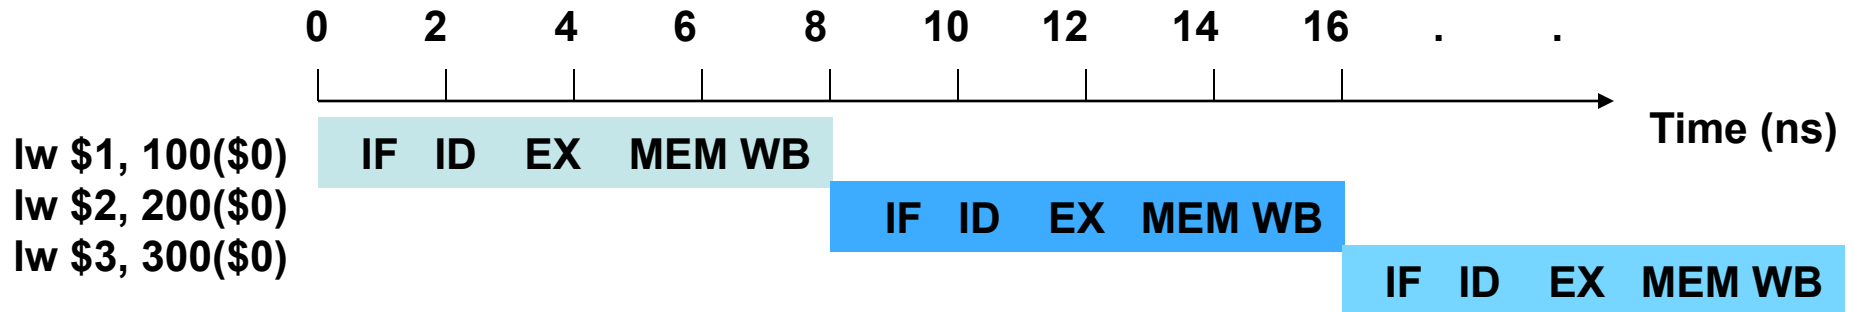 0 2 4 6 8 10 12 14 16 . .
Time (ns)
lw $1, 100($0) IF ID EX MEM WB
lw $2, 200($0) IF ID EX MEM WB
lw $3, 300($0) IF ID EX MEM WB